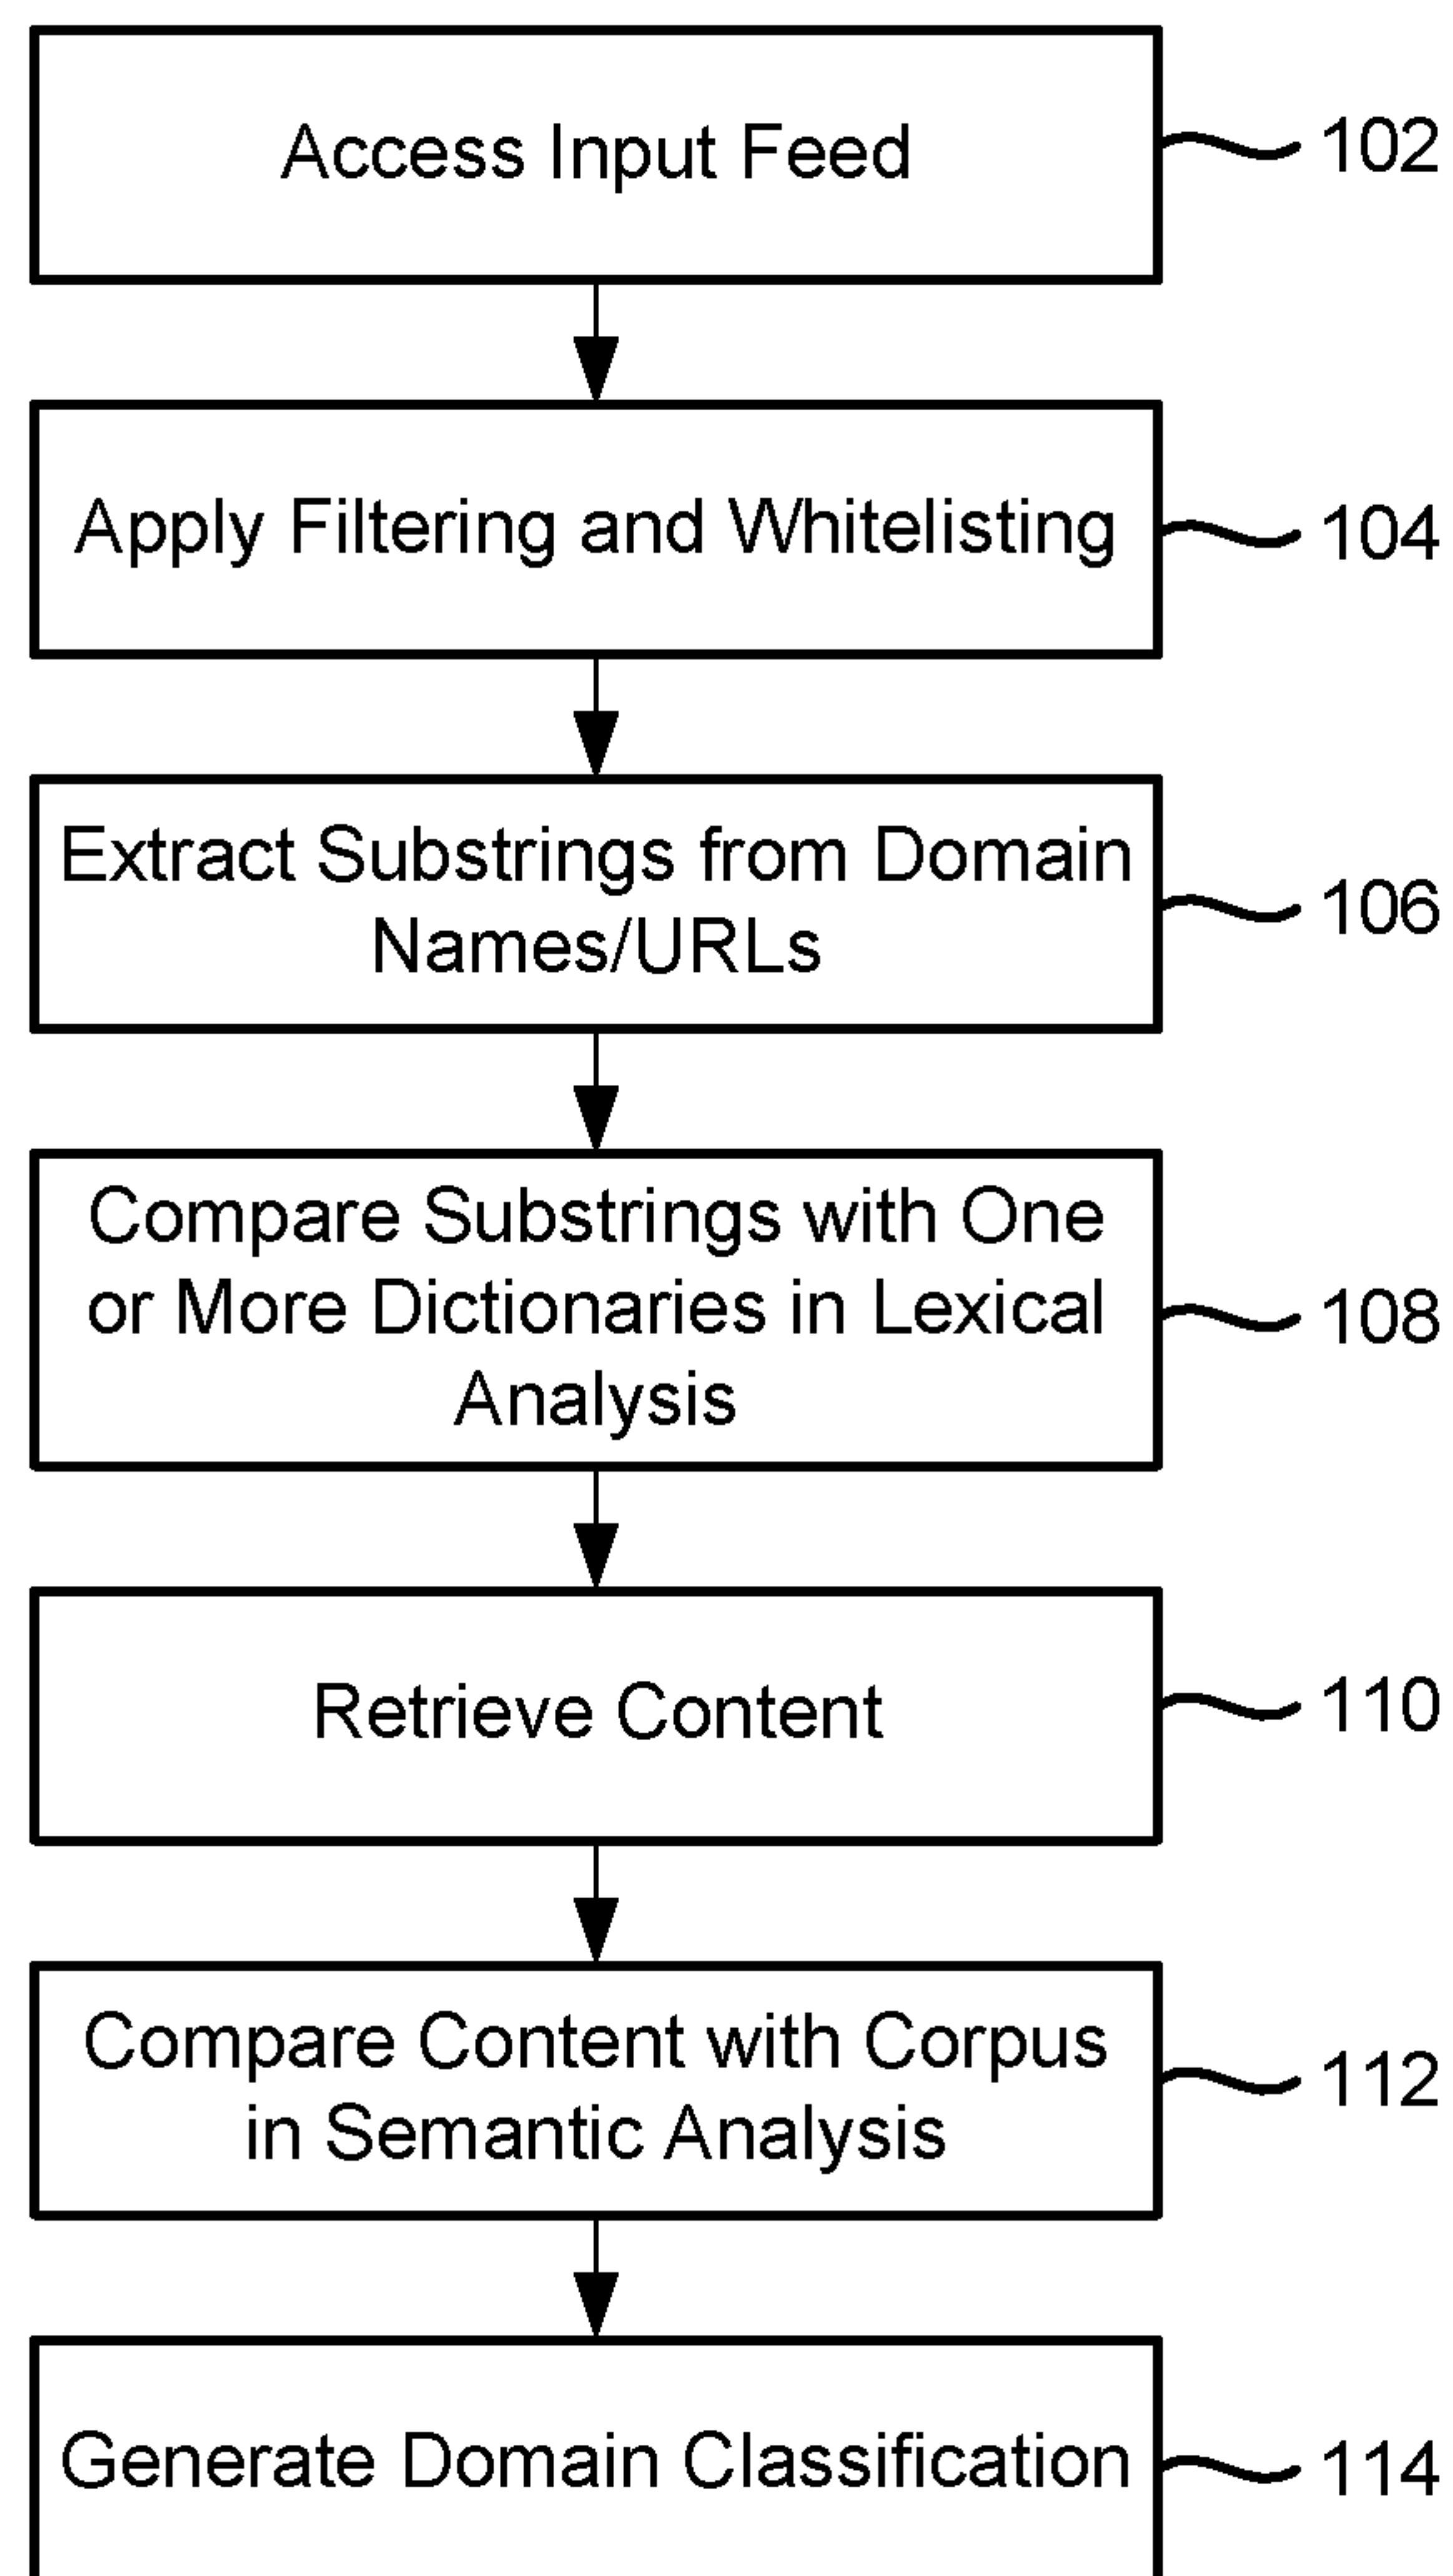 Access Input Feed
102
Apply Filtering and Whitelisting
104
Extract Substrings from Domain
Names/URLs
106
Compare Substrings with One
or More Dictionaries in Lexical
Analysis
108
Retrieve Content
110
Compare Content with Corpus
in Semantic Analysis
112
Generate Domain Classification
114